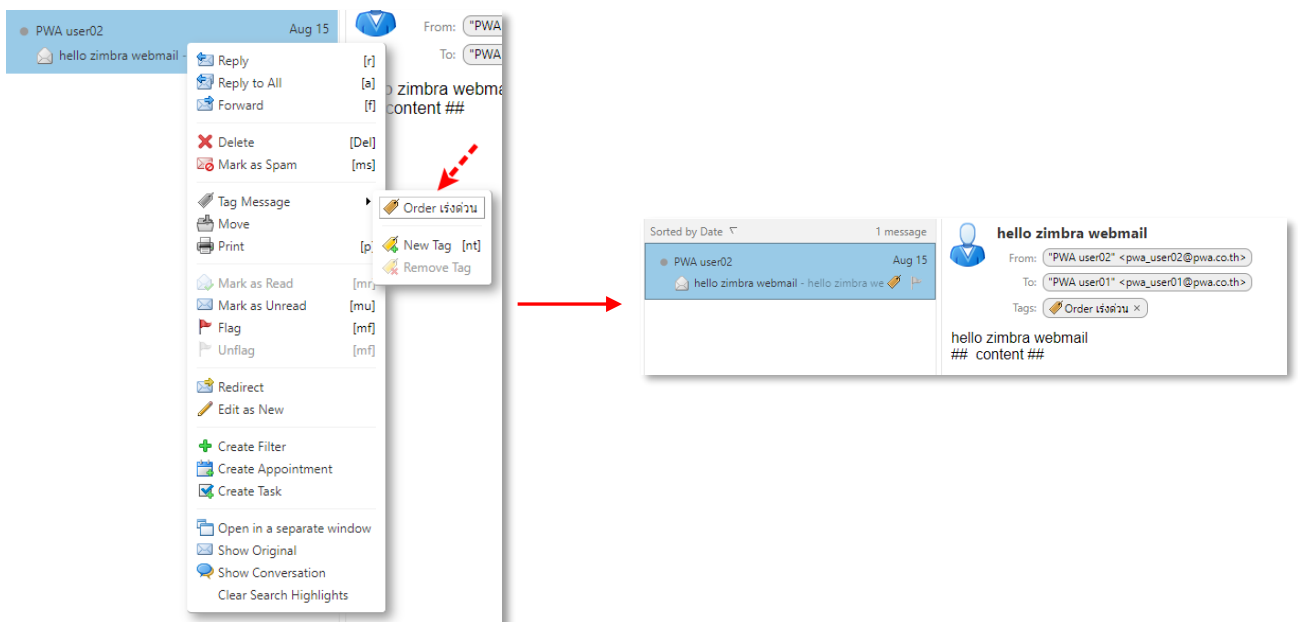 PWA user02 Aug 15
hello zimbra webmail -
From: "PWA
To: "PWA
zimbra webma
content ##
Reply [r]
Reply to All [a]
Forward [f]
Delete [Del]
Mark as Spam [ms]
Tag Message
Move
Print [p]
Mark as Read [mr]
Mark as Unread [mu]
Flag [mf]
Unflag [mf]
Redirect
Edit as New
Create Filter
Create Appointment
Create Task
Open in a separate window
Show Original
Show Conversation
Clear Search Highlights
Order เร่งด่วน
New Tag [nt]
Remove Tag
Sorted by Date 1 message
PWA user02 Aug 15
hello zimbra webmail - hello zimbra we
hello zimbra webmail
From: "PWA user02" <pwa_user02@pwa.co.th>
To: "PWA user01" <pwa_user01@pwa.co.th>
Tags: Order เร่งด่วน ×
hello zimbra webmail
## content ##